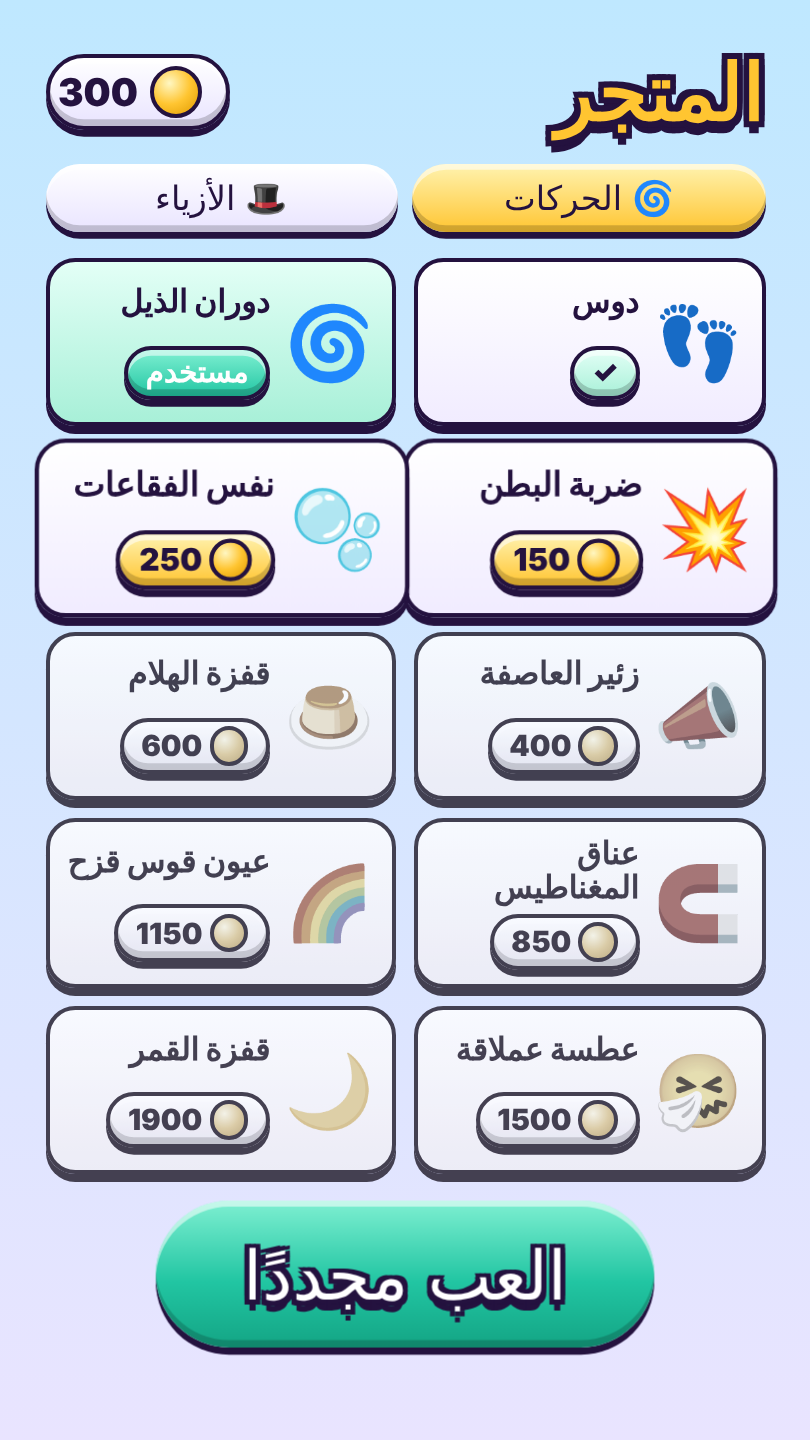 المتجر
300
الحركات
الأزياء
دوس
دوران الذيل
مستخدم
ضربة البطن
150
نفس الفقاعات
250
زئير العاصفة
400
قفزة الهلام
600
عناق
المغناطيس
850
عيون قوس قزح
1150
عطسة عملاقة
1500
قفزة القمر
1900
العب مجددًا